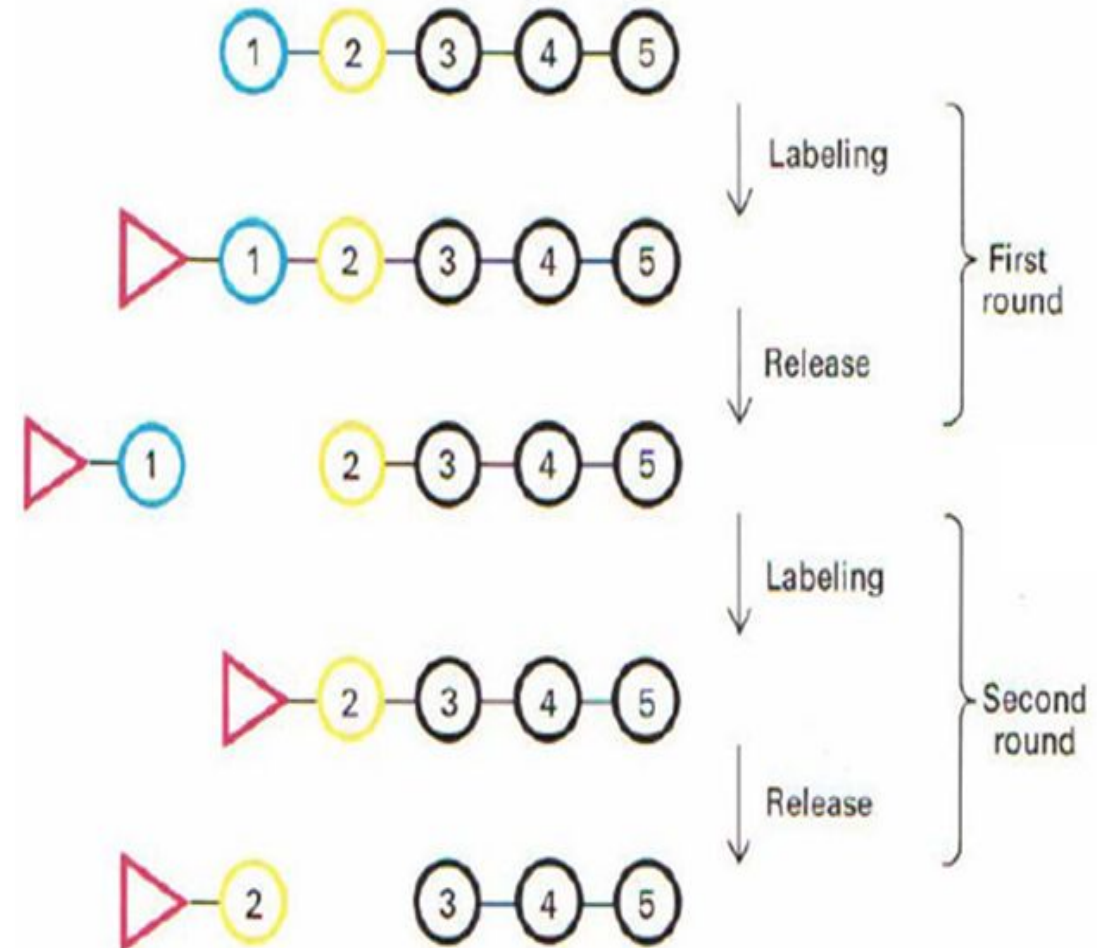 1 2 3 4 5
Labeling
1 2 3 4 5
First
round
Release
1 2 3 4 5
Labeling
2 3 4 5
Second
round
Release
2 3 4 5